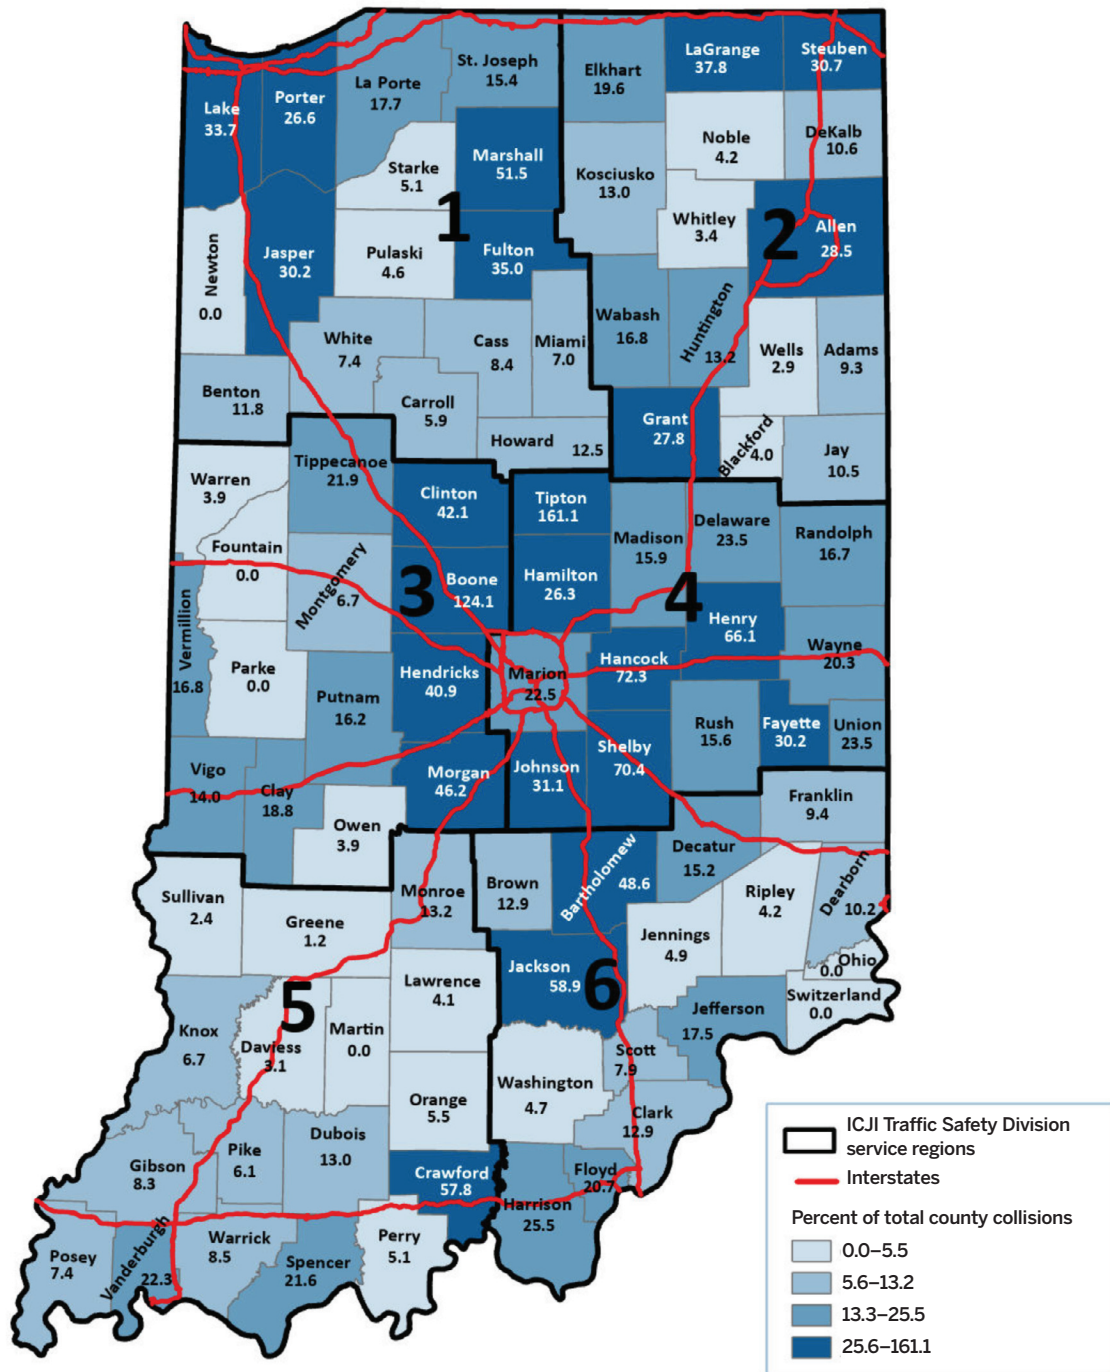 LaGrange
37.8
Steuben
30.7
St. Joseph
15.4
Elkhart
19.6
La Porte
17.7
Porter
26.6
Lake
33.7
Noble
4.2
DeKalb
10.6
Starke
5.1
Marshall
51.5
Kosciusko
13.0
Whitley
3.4
1
2
Allen
28.5
Newton
0.0
Jasper
30.2
Pulaski
4.6
Fulton
35.0
Wabash
16.8
Huntington
13.2
White
7.4
Cass
8.4
Miami
7.0
Wells
2.9
Adams
9.3
Benton
11.8
Carroll
5.9
Grant
27.8
Blackford
4.0
Howard 12.5
Jay
10.5
Tippecanoe
21.9
Warren
3.9
Clinton
42.1
Tipton
161.1
Madison
15.9
Delaware
23.5
Randolph
16.7
Fountain
0.0
Montgomery
6.7
3
Boone
124.1
Hamilton
26.3
4
Henry
66.1
Vermillion
16.8
Parke
0.0
Putnam
16.2
Hendricks
40.9
Marion
22.5
Hancock
72.3
Wayne
20.3
Rush
15.6
Fayette
30.2
Union
23.5
Vigo
14.0
Clay
18.8
Morgan
46.2
Johnson
31.1
Shelby
70.4
Franklin
9.4
Owen
3.9
Decatur
15.2
Sullivan
2.4
Greene
1.2
Monroe
13.2
Brown
12.9
Bartholomew
48.6
Ripley
4.2
Dearborn
10.2
Jennings
4.9
Ohio
0.0
Switzerland
0.0
Lawrence
4.1
Jackson
58.9
6
Jefferson
17.5
5
Knox
6.7
Daviess
3.1
Martin
0.0
Scott
7.9
Washington
4.7
Orange
5.5
Clark
12.9
Gibson
8.3
Pike
6.1
Dubois
13.0
Crawford
57.8
Floyd
20.7
Harrison
25.5
Posey
7.4
Vanderburgh
22.3
Warrick
8.5
Spencer
21.6
Perry
5.1
ICJI Traffic Safety Division
service regions
Interstates
Percent of total county collisions
0.0–5.5
5.6–13.2
13.3–25.5
25.6–161.1